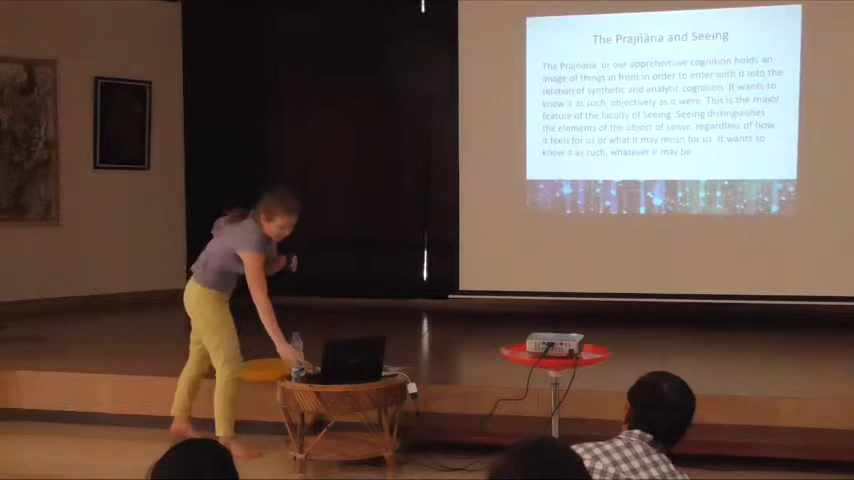 The Prajñāna and Seeing
The Prajñāna, or our apprehensive cognition holds an
image of things in front in order to enter with it into the
relation of synthetic and analytic cognition. It wants to
know it as such, objectively as it were. This is the major
feature of the faculty of Seeing. Seeing distinguishes
the elements of the object of sense, regardless of how
it feels for us or what it may mean for us. It wants to
know it as such, whatever it may be.